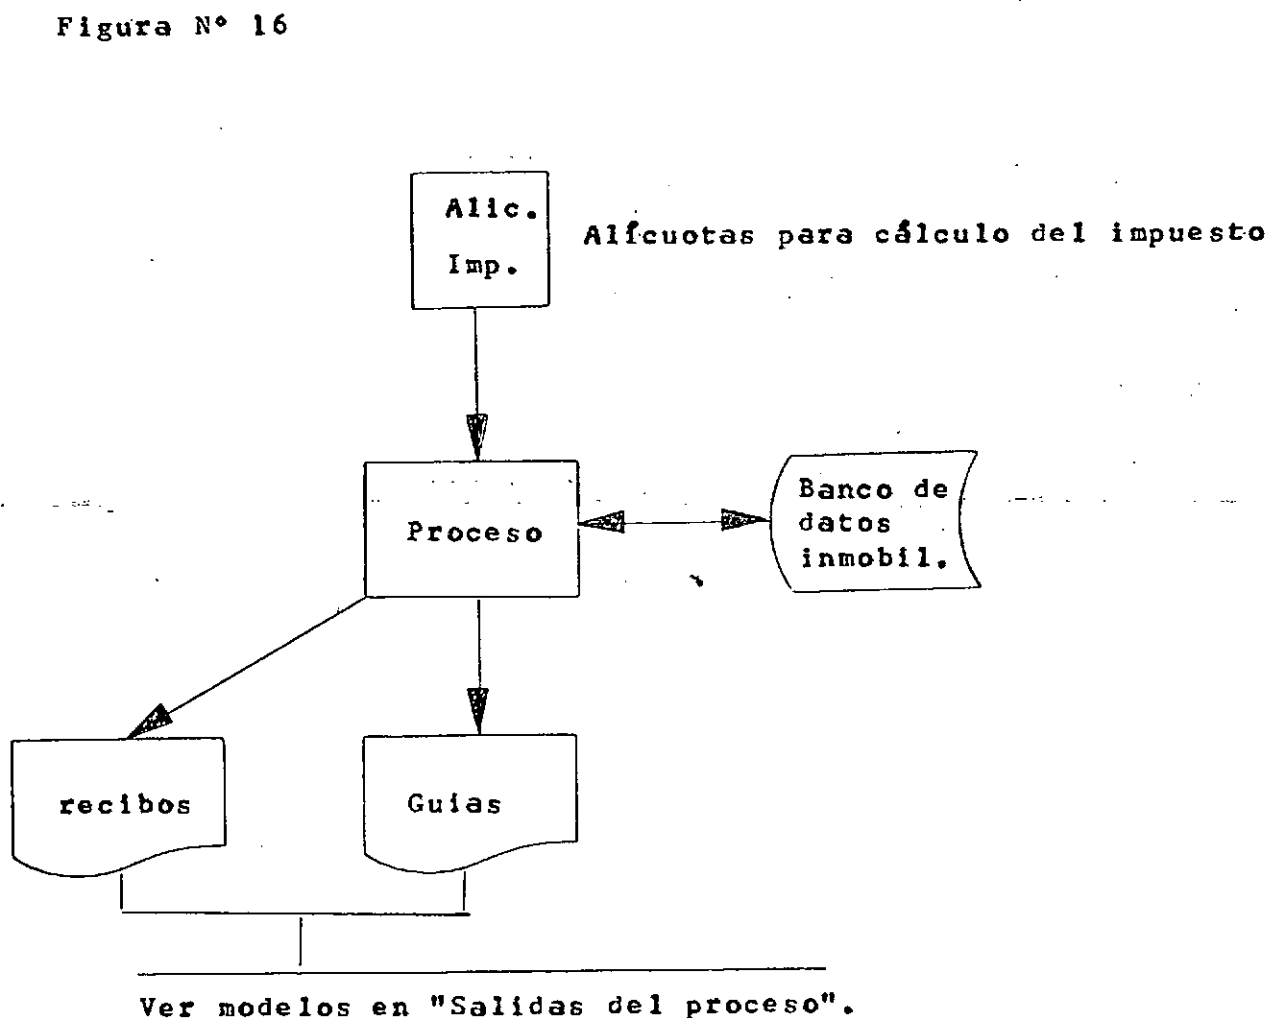 Figura Nº 16
Alic.
Imp.
Alícuotas para cálculo del impuesto
Proceso
Banco de
datos
inmobil.
recibos
Guias
Ver modelos en "Salidas del proceso".